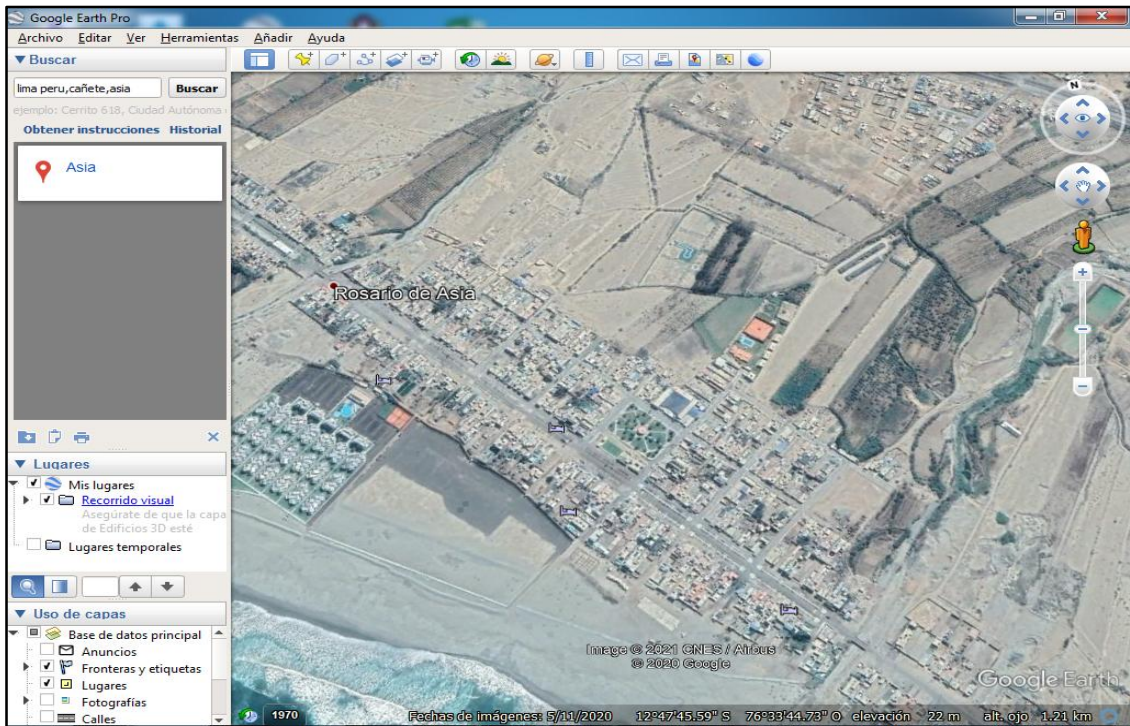 Google Earth Pro
Archivo Editar Ver Herramientas Añadir Ayuda
Buscar
lima peru,cañete,asia Buscar
ejemplo: Cerrito 618, Ciudad Autónoma
Obtener instrucciones Historial
Asia
N
Rosario de Asia
Lugares
Mis lugares
Recorrido visual
Asegúrate de que la capa
de Edificios 3D esté
Lugares temporales
Uso de capas
Base de datos principal
Anuncios
Fronteras y etiquetas
Lugares
Fotografías
Calles
Image © 2021 CNES / Airbus
© 2020 Google
Google Earth
1970 Fechas de imágenes: 5/11/2020 12°47'45.59" S 76°33'44.73" O elevación 22 m alt. ojo 1.21 km